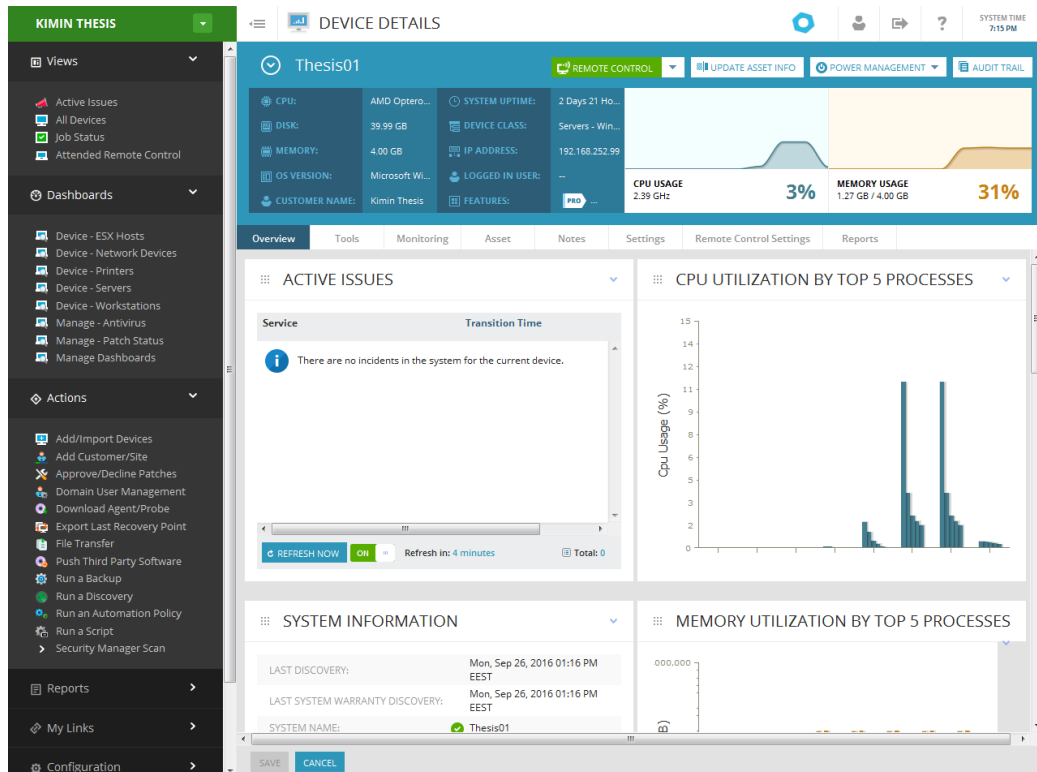 KIMIN THESIS
DEVICE DETAILS
?
SYSTEM TIME
7:15 PM
Views
Active Issues
All Devices
Job Status
Attended Remote Control
Dashboards
Device - ESX Hosts
Device - Network Devices
Device - Printers
Device - Servers
Device - Workstations
Manage - Antivirus
Manage - Patch Status
Manage Dashboards
Actions
Add/Import Devices
Add Customer/Site
Approve/Decline Patches
Domain User Management
Download Agent/Probe
Export Last Recovery Point
File Transfer
Push Third Party Software
Run a Backup
Run a Discovery
Run an Automation Policy
Run a Script
Security Manager Scan
Reports
My Links
Configuration
Thesis01
REMOTE CONTROL
UPDATE ASSET INFO
POWER MANAGEMENT
AUDIT TRAIL
CPU: AMD Optero... SYSTEM UPTIME: 2 Days 21 Ho...
DISK: 39.99 GB DEVICE CLASS: Servers - Win...
MEMORY: 4.00 GB IP ADDRESS: 192.168.252.99
OS VERSION: Microsoft Wi... LOGGED IN USER: --
CUSTOMER NAME: Kimin Thesis FEATURES: PRO ...
CPU USAGE
2.39 GHz
3%
MEMORY USAGE
1.27 GB / 4.00 GB
31%
Overview Tools Monitoring Asset Notes Settings Remote Control Settings Reports
ACTIVE ISSUES
Service Transition Time
There are no incidents in the system for the current device.
REFRESH NOW ON Refresh in: 4 minutes Total: 0
CPU UTILIZATION BY TOP 5 PROCESSES
Cpu Usage (%)
15
14
12
11
9
8
6
5
3
2
0
SYSTEM INFORMATION
LAST DISCOVERY: Mon, Sep 26, 2016 01:16 PM
EEST
LAST SYSTEM WARRANTY DISCOVERY: Mon, Sep 26, 2016 01:16 PM
EEST
SYSTEM NAME: Thesis01
MEMORY UTILIZATION BY TOP 5 PROCESSES
000,000
B)
SAVE CANCEL